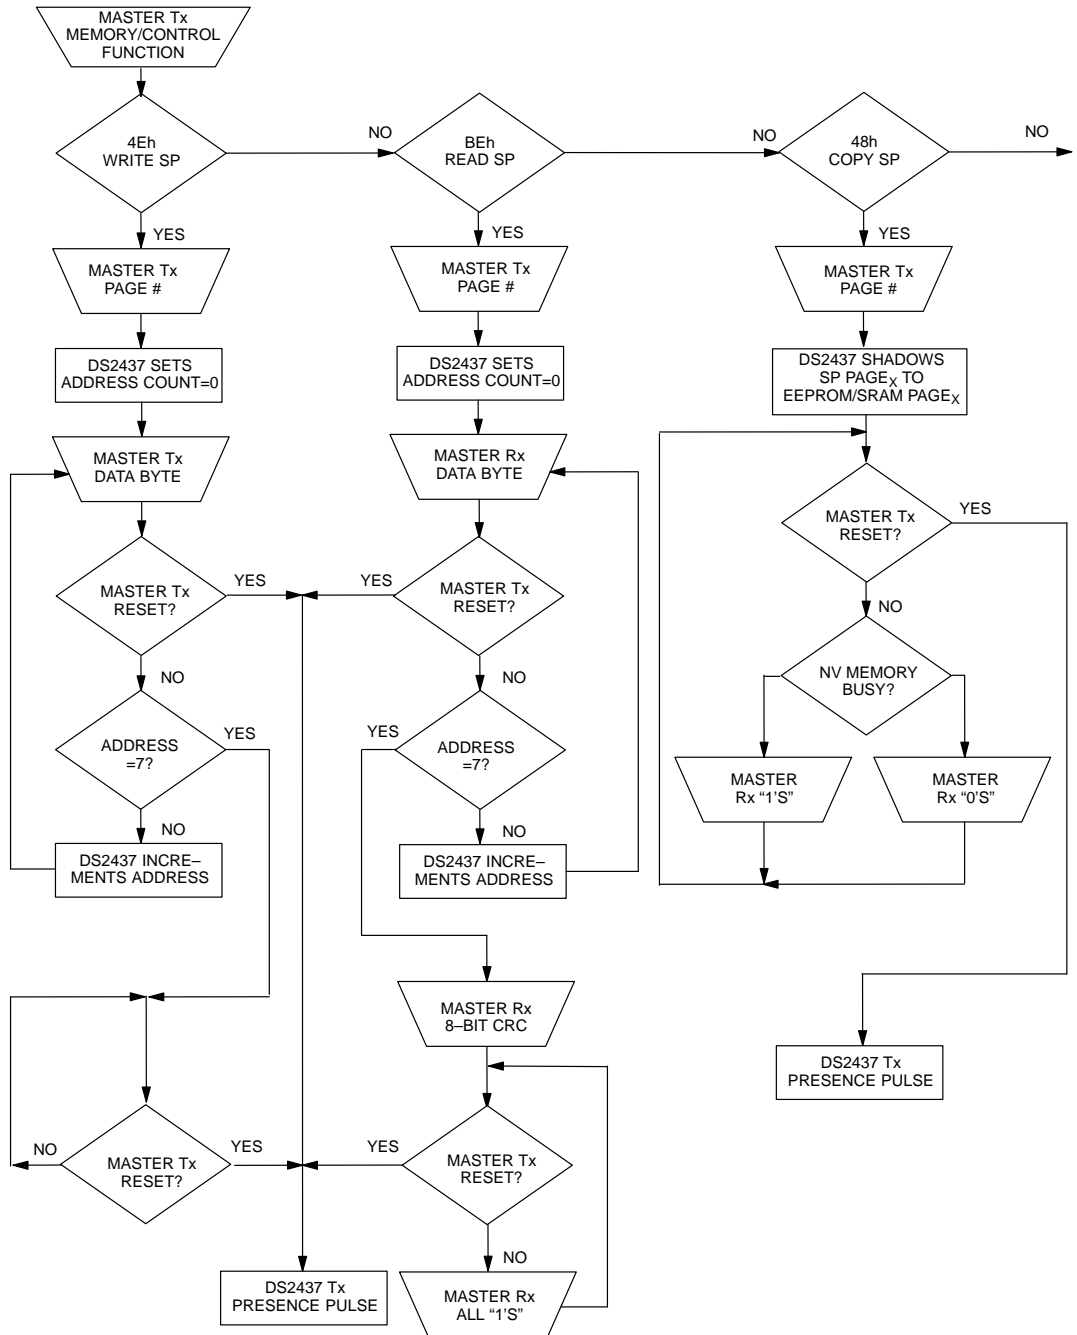 MASTER Tx
MEMORY/CONTROL
FUNCTION
4Eh
WRITE SP
NO
BEh
READ SP
NO
48h
COPY SP
NO
YES
YES
YES
MASTER Tx
PAGE #
MASTER Tx
PAGE #
MASTER Tx
PAGE #
DS2437 SETS
ADDRESS COUNT=0
DS2437 SETS
ADDRESS COUNT=0
DS2437 SHADOWS
SP PAGEX TO
EEPROM/SRAM PAGEX
MASTER Tx
DATA BYTE
MASTER Rx
DATA BYTE
MASTER Tx
RESET?
YES
MASTER Tx
RESET?
YES
YES
MASTER Tx
RESET?
NO
NO
NO
NV MEMORY
BUSY?
ADDRESS
=7?
YES
YES
ADDRESS
=7?
MASTER
Rx “1’S”
MASTER
Rx “0’S”
NO
NO
DS2437 INCRE–
MENTS ADDRESS
DS2437 INCRE–
MENTS ADDRESS
MASTER Rx
8–BIT CRC
DS2437 Tx
PRESENCE PULSE
NO
MASTER Tx
RESET?
YES
YES
MASTER Tx
RESET?
NO
DS2437 Tx
PRESENCE PULSE
MASTER Rx
ALL “1’S”